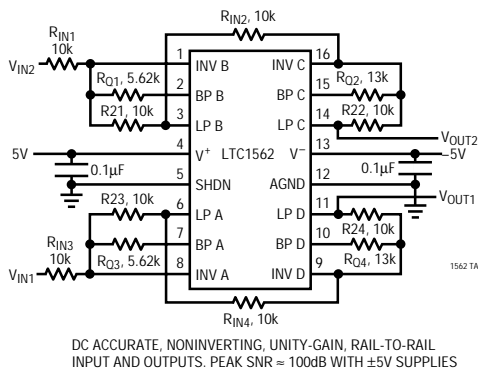 RIN2, 10k
RIN1
10k
VIN2
1
INV B
INV C
16
RQ1, 5.62k
2
BP B
BP C
15
RQ2, 13k
R21, 10k
3
LP B
LP C
14
R22, 10k
VOUT2
5V
4
V+
LTC1562
V–
13
–5V
0.1µF
5
SHDN
AGND
12
0.1µF
R23, 10k
6
LP A
LP D
11
VOUT1
RIN3
10k
RQ3, 5.62k
7
BP A
BP D
10
R24, 10k
RQ4, 13k
VIN1
8
INV A
INV D
9
1562 TA
RIN4, 10k
DC ACCURATE, NONINVERTING, UNITY-GAIN, RAIL-TO-RAIL
INPUT AND OUTPUTS. PEAK SNR ≈ 100dB WITH ±5V SUPPLIES